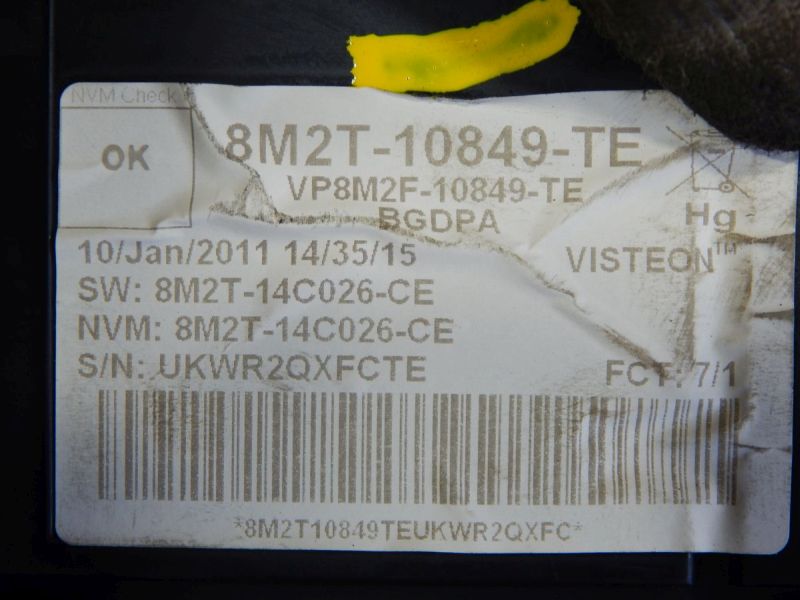 NVM Check
OK
8M2T-10849-TE
VP8M2F-10849-TE
BGDPA
Hg
10/Jan/2011 14/35/15
VISTEON™
SW: 8M2T-14C026-CE
NVM: 8M2T-14C026-CE
S/N: UKWR2QXFCTE
FCT: 7/1
*8M2T10849TEUKWR2QXFC*